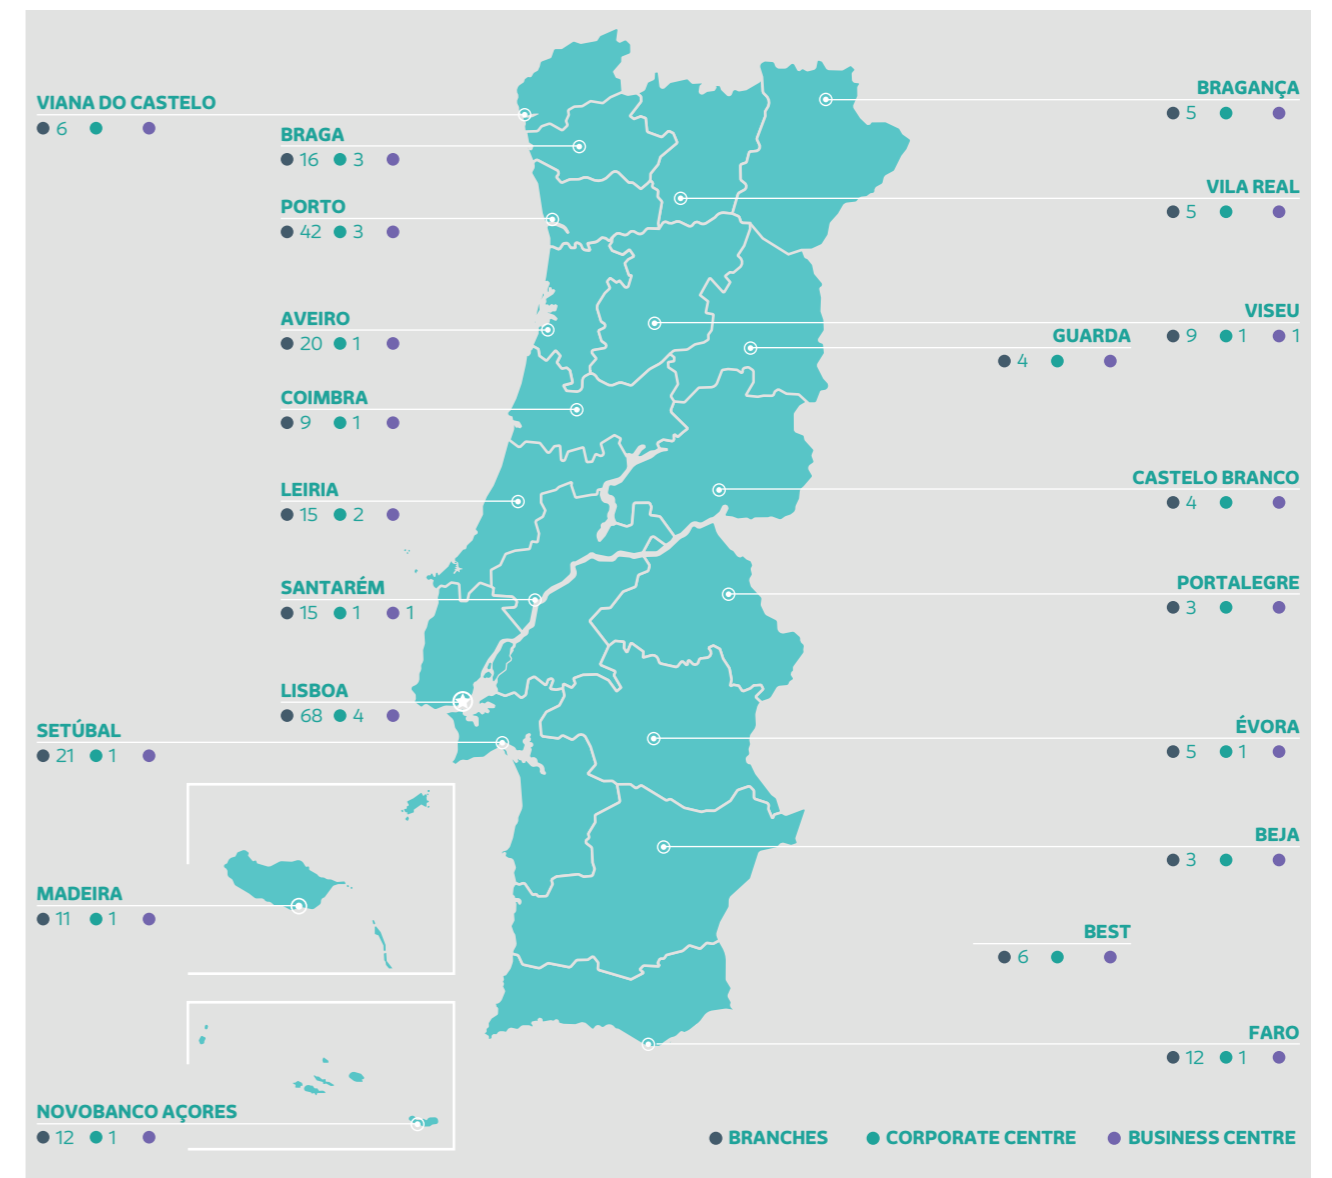 VIANA DO CASTELO
6
BRAGA
16 3
PORTO
42 3
AVEIRO
20 1
COIMBRA
9 1
LEIRIA
15 2
SANTARÉM
15 1 1
LISBOA
68 4
SETÚBAL
21 1
MADEIRA
11 1
NOVOBANCO AÇORES
12 1
BRAGANÇA
5
VILA REAL
5
VISEU
9 1 1
GUARDA
4
CASTELO BRANCO
4
PORTALEGRE
3
ÉVORA
5 1
BEJA
3
BEST
6
FARO
12 1
BRANCHES CORPORATE CENTRE BUSINESS CENTRE